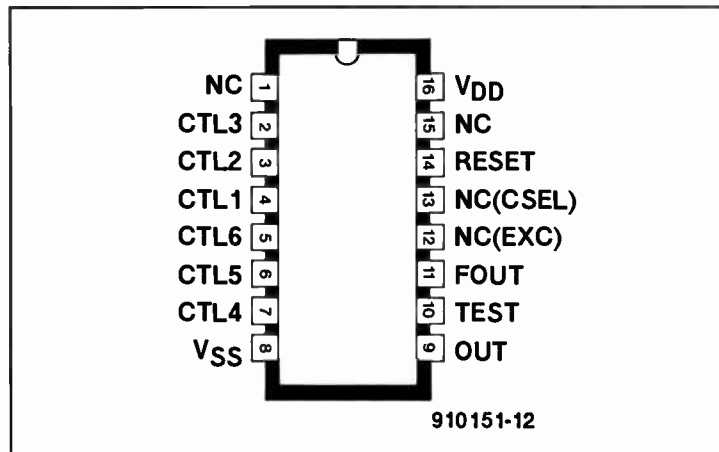 NC 1 16 VDD
CTL3 2 15 NC
CTL2 3 14 RESET
CTL1 4 13 NC(CSEL)
CTL6 5 12 NC(EXC)
CTL5 6 11 FOUT
CTL4 7 10 TEST
VSS 8 9 OUT
910151-12